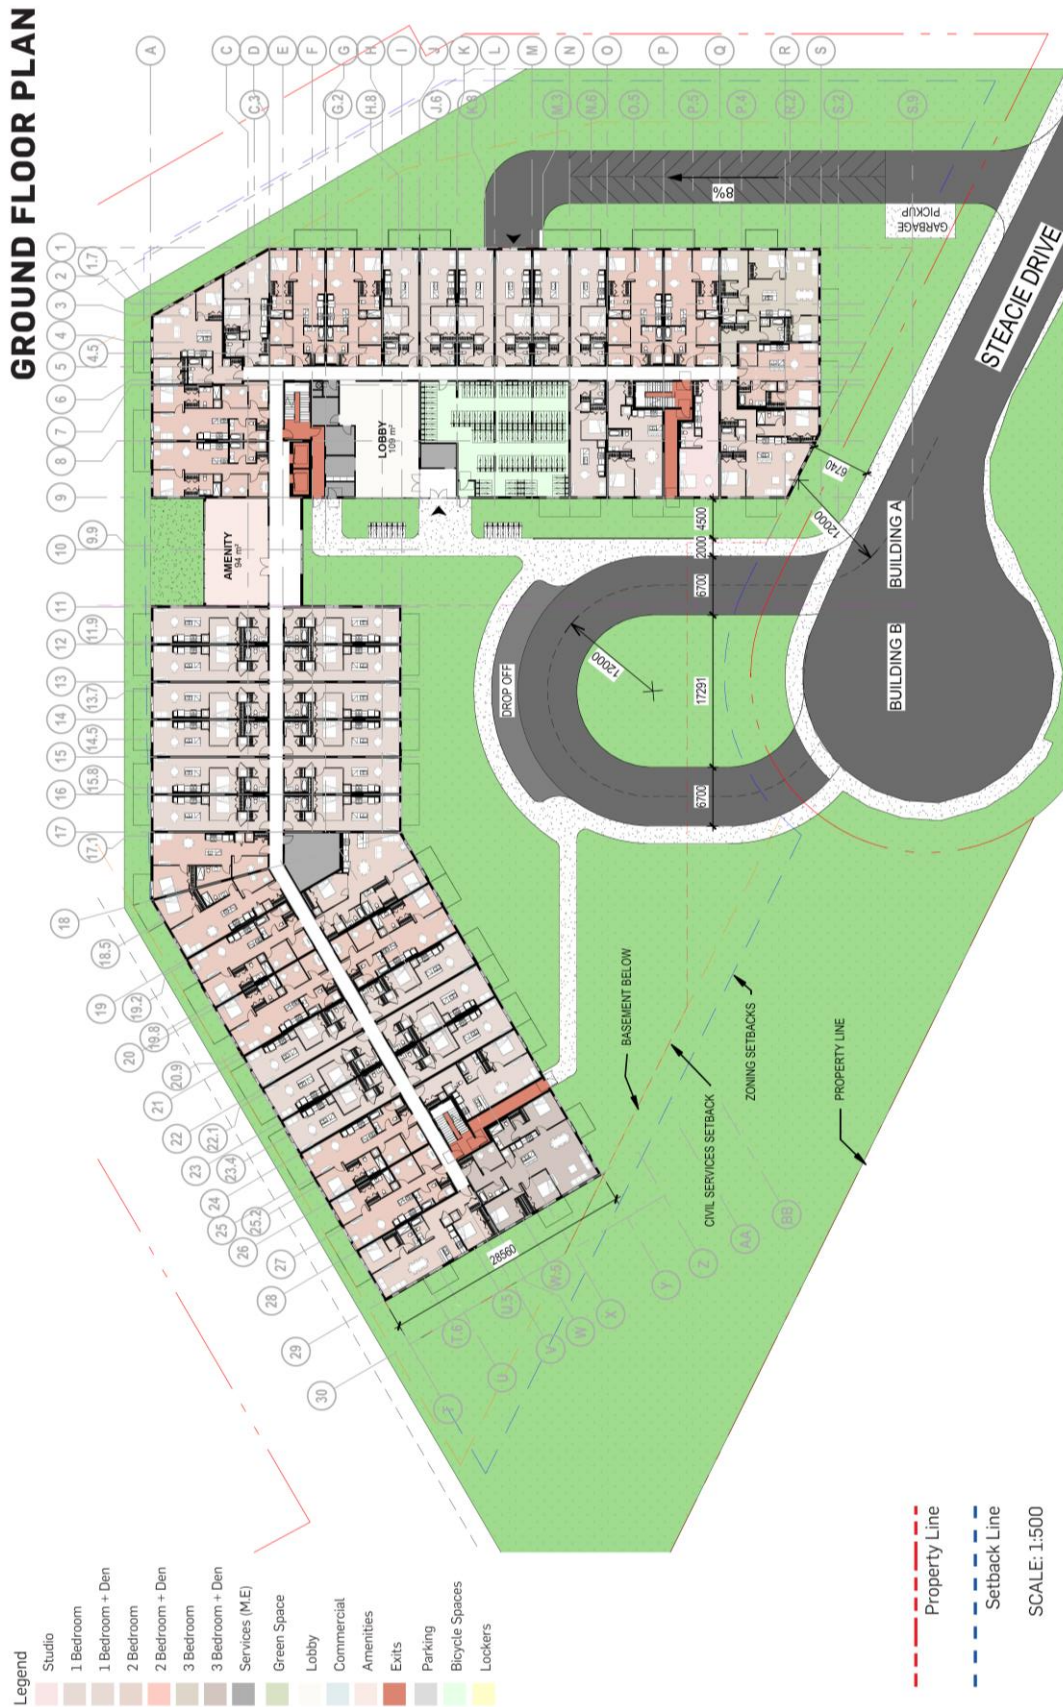 GROUND FLOOR PLAN
A
C
C.3
D
E
F
G
G.2
H
H.8
I
J
J.6
K
K.8
L
M
M.3
N
N.6
O
O.5
P
P.5
Q
P.4
R
R.2
S
S.2
S.9
1
1.7
2
3
4
4.5
5
6
7
8
9
9.9
10
11
11.9
12
13
13.7
14
14.5
15
15.8
16
17
17.1
18
18.5
19
19.2
19.8
20
20.9
21
22
22.1
23
23.4
24
25
25.2
26
27
28
29
30
T
T.6
U
U.5
V
W
W.5
X
Y
Z
AA
BB
8%
GARBAGE
PICKUP
STEACIE DRIVE
LOBBY
109 m²
AMENITY
94 m²
6740
12000
4500
2000
6700
17291
6700
12000
DROP OFF
BUILDING A
BUILDING B
28560
BASEMENT BELOW
CIVIL SERVICES SETBACK
ZONING SETBACKS
PROPERTY LINE
Legend
Studio
1 Bedroom
1 Bedroom + Den
2 Bedroom
2 Bedroom + Den
3 Bedroom
3 Bedroom + Den
Services (M.E)
Green Space
Lobby
Commercial
Amenities
Exits
Parking
Bicycle Spaces
Lockers
Property Line
Setback Line
SCALE: 1:500